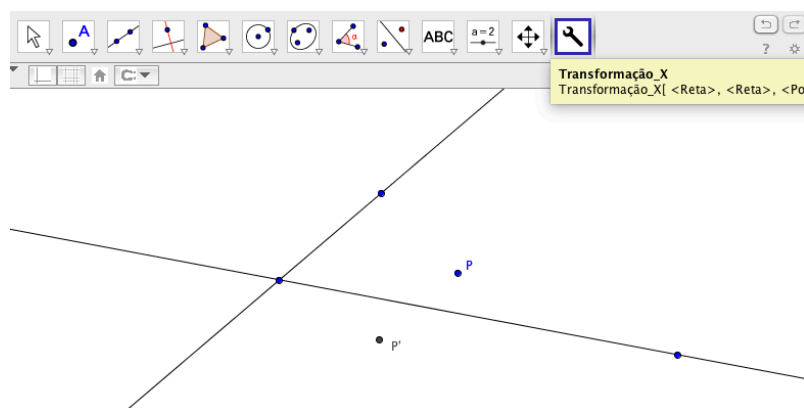 A
α
ABC
a=2
?
Transformação_X
Transformação_X[ <Reta>, <Reta>, <Po
P
P'